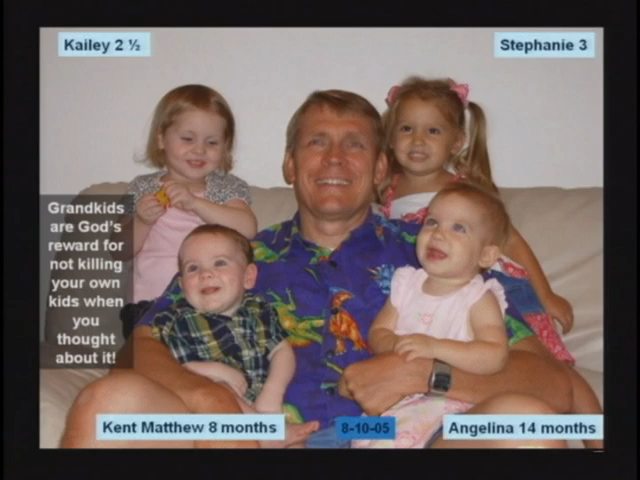 Kailey 2 ½
Stephanie 3
Grandkids
are God's
reward for
not killing
your own
kids when
you
thought
about it!
Kent Matthew 8 months
8-10-05
Angelina 14 months